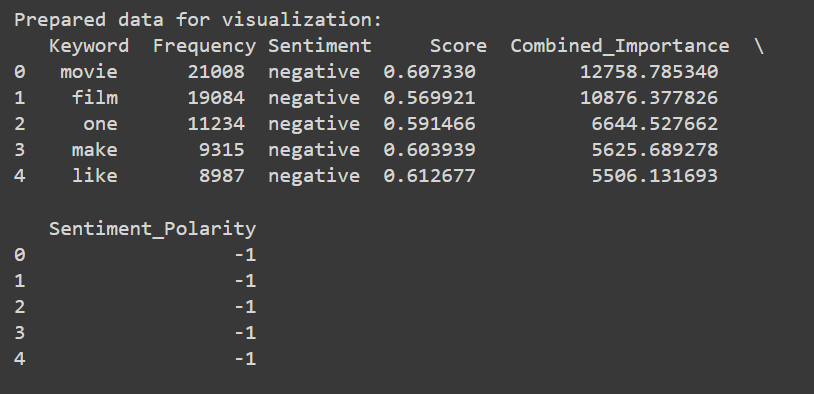 Prepared data for visualization:
Keyword Frequency Sentiment Score Combined_Importance \
0 movie 21008 negative 0.607330 12758.785340
1 film 19084 negative 0.569921 10876.377826
2 one 11234 negative 0.591466 6644.527662
3 make 9315 negative 0.603939 5625.689278
4 like 8987 negative 0.612677 5506.131693
Sentiment_Polarity
0 -1
1 -1
2 -1
3 -1
4 -1